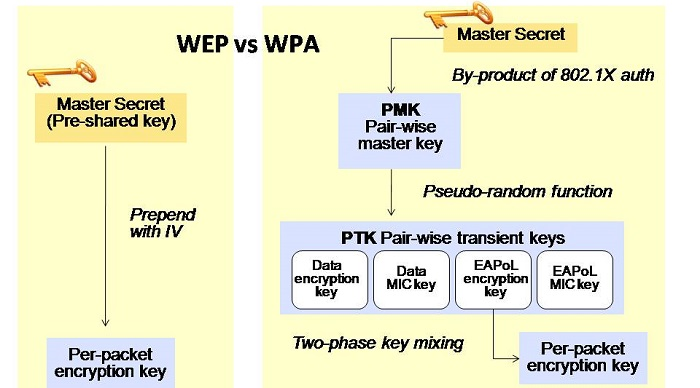 WEP vs WPA
Master Secret
(Pre-shared key)
Prepend
with IV
Per-packet
encryption key
Master Secret
By-product of 802.1X auth
PMK
Pair-wise
master key
Pseudo-random function
PTK Pair-wise transient keys
Data
encryption
key
Data
MIC key
EAPoL
encryption
key
EAPoL
MIC key
Two-phase key mixing
Per-packet
encryption key